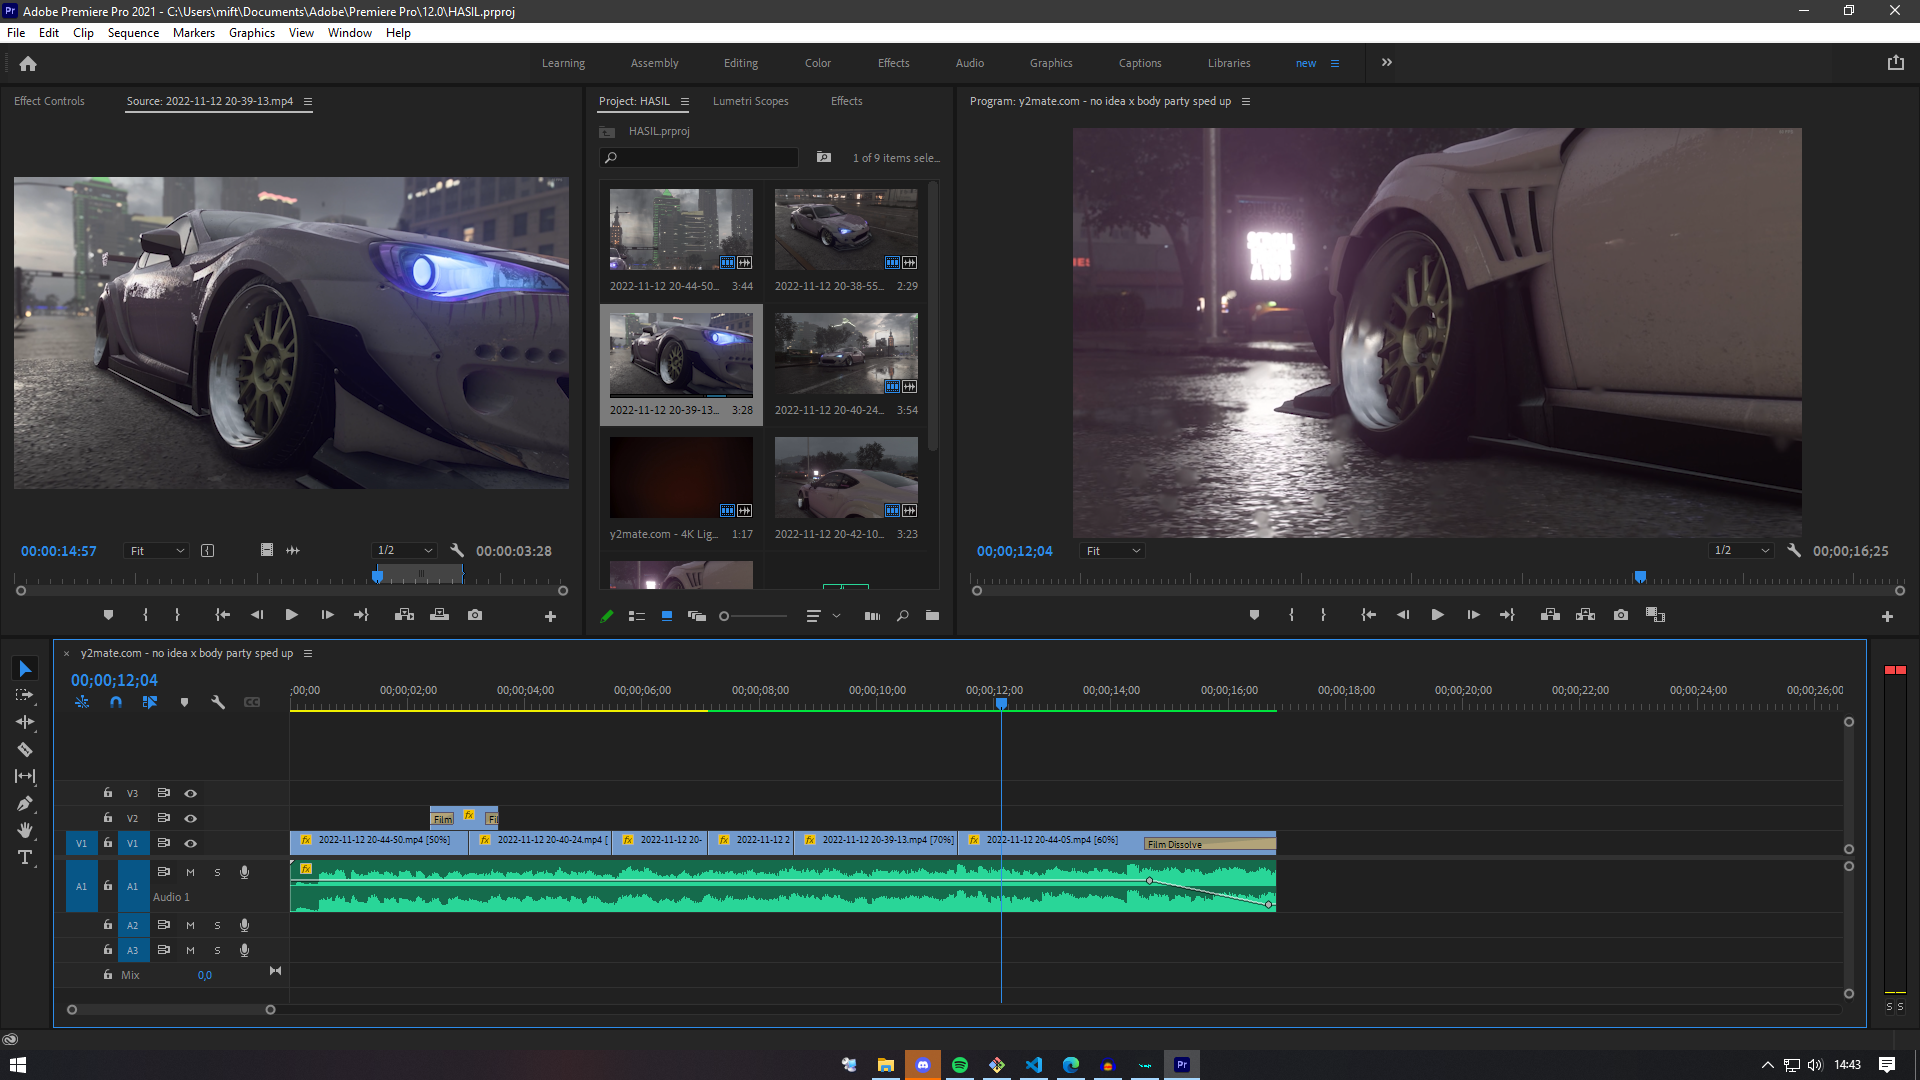 Pr Adobe Premiere Pro 2021 - C:\Users\mift\Documents\Adobe\Premiere Pro\12.0\HASIL.prproj
File Edit Clip Sequence Markers Graphics View Window Help
Learning Assembly Editing Color Effects Audio Graphics Captions Libraries new
Effect Controls Source: 2022-11-12 20-39-13.mp4
Project: HASIL Lumetri Scopes Effects
Program: y2mate.com - no idea x body party sped up
HASIL.prproj
1 of 9 items sele...
2022-11-12 20-44-50... 3:44
2022-11-12 20-38-55... 2:29
2022-11-12 20-39-13... 3:28
2022-11-12 20-40-24... 3:54
y2mate.com - 4K Lig... 1:17
2022-11-12 20-42-10... 3:23
00:00:14:57 Fit 1/2 00:00:03:28
00;00;12;04 Fit 1/2 00;00;16;25
y2mate.com - no idea x body party sped up
00;00;12;04
;00;00 00;00;02;00 00;00;04;00 00;00;06;00 00;00;08;00 00;00;10;00 00;00;12;00 00;00;14;00 00;00;16;00 00;00;18;00 00;00;20;00 00;00;22;00 00;00;24;00 00;00;26;00
V3
V2 Film fx Fil
V1 V1 fx 2022-11-12 20-44-50.mp4 [50%] fx 2022-11-12 20-40-24.mp4 [ fx 2022-11-12 20- fx 2022-11-12 2 fx 2022-11-12 20-39-13.mp4 [70%] fx 2022-11-12 20-44-05.mp4 [60%] Film Dissolve
A1 A1 M S fx
Audio 1
A2 M S
A3 M S
Mix 0,0
S S
Pr 14:43